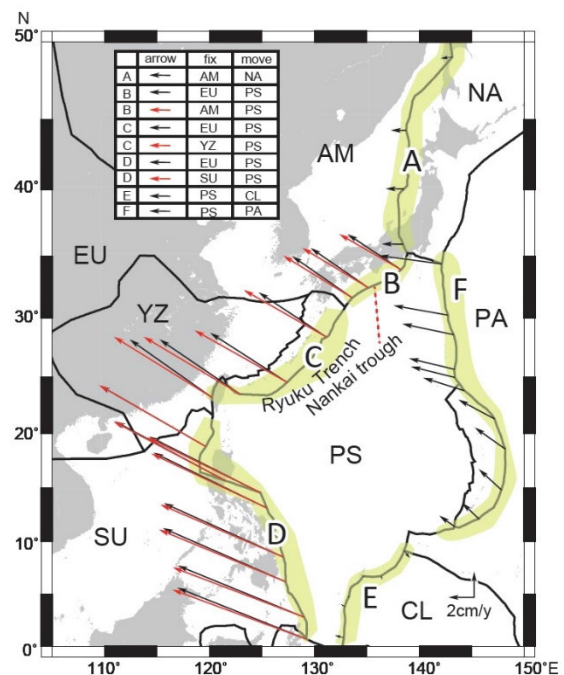 N
50°
40°
30°
20°
10°
0°
110° 120° 130° 140° 150°E
arrow fix move
A AM NA
B EU PS
B AM PS
C EU PS
C YZ PS
D EU PS
D SU PS
E PS CL
F PS PA
NA
AM
A
EU
B
F
YZ
PA
C
Ryuku Trench
Nankai trough
PS
SU
D
E
CL
2cm/y